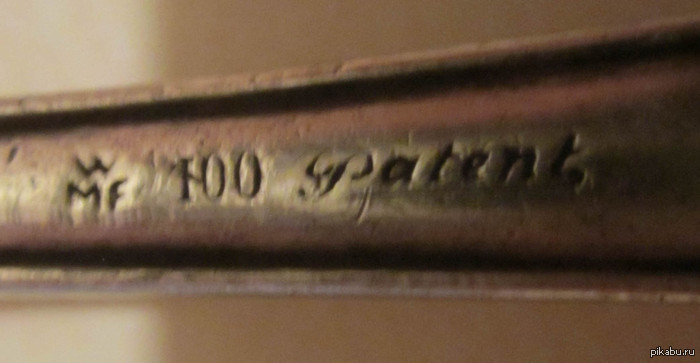 W
MF 100 Patent.
pikabu.ru